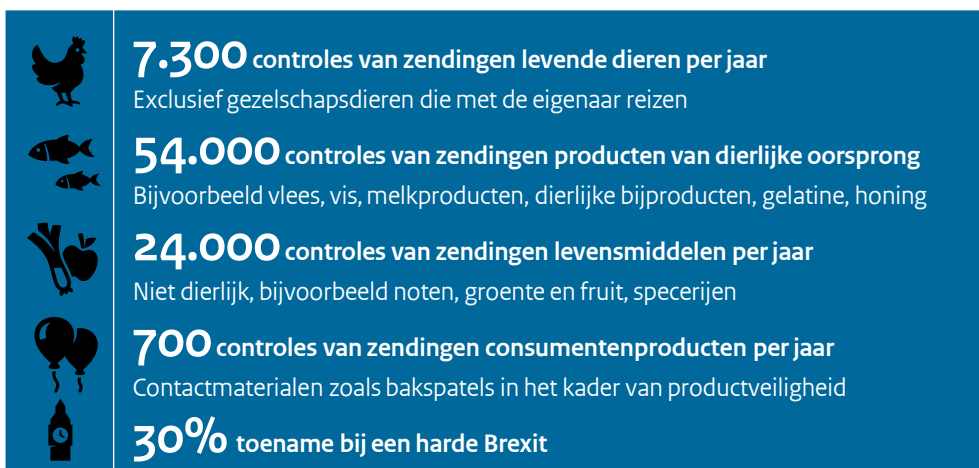 7.300 controles van zendingen levende dieren per jaar
Exclusief gezelschapsdieren die met de eigenaar reizen
54.000 controles van zendingen producten van dierlijke oorsprong
Bijvoorbeeld vlees, vis, melkproducten, dierlijke bijproducten, gelatine, honing
24.000 controles van zendingen levensmiddelen per jaar
Niet dierlijk, bijvoorbeeld noten, groente en fruit, specerijen
700 controles van zendingen consumentenproducten per jaar
Contactmaterialen zoals bakspatels in het kader van productveiligheid
30% toename bij een harde Brexit